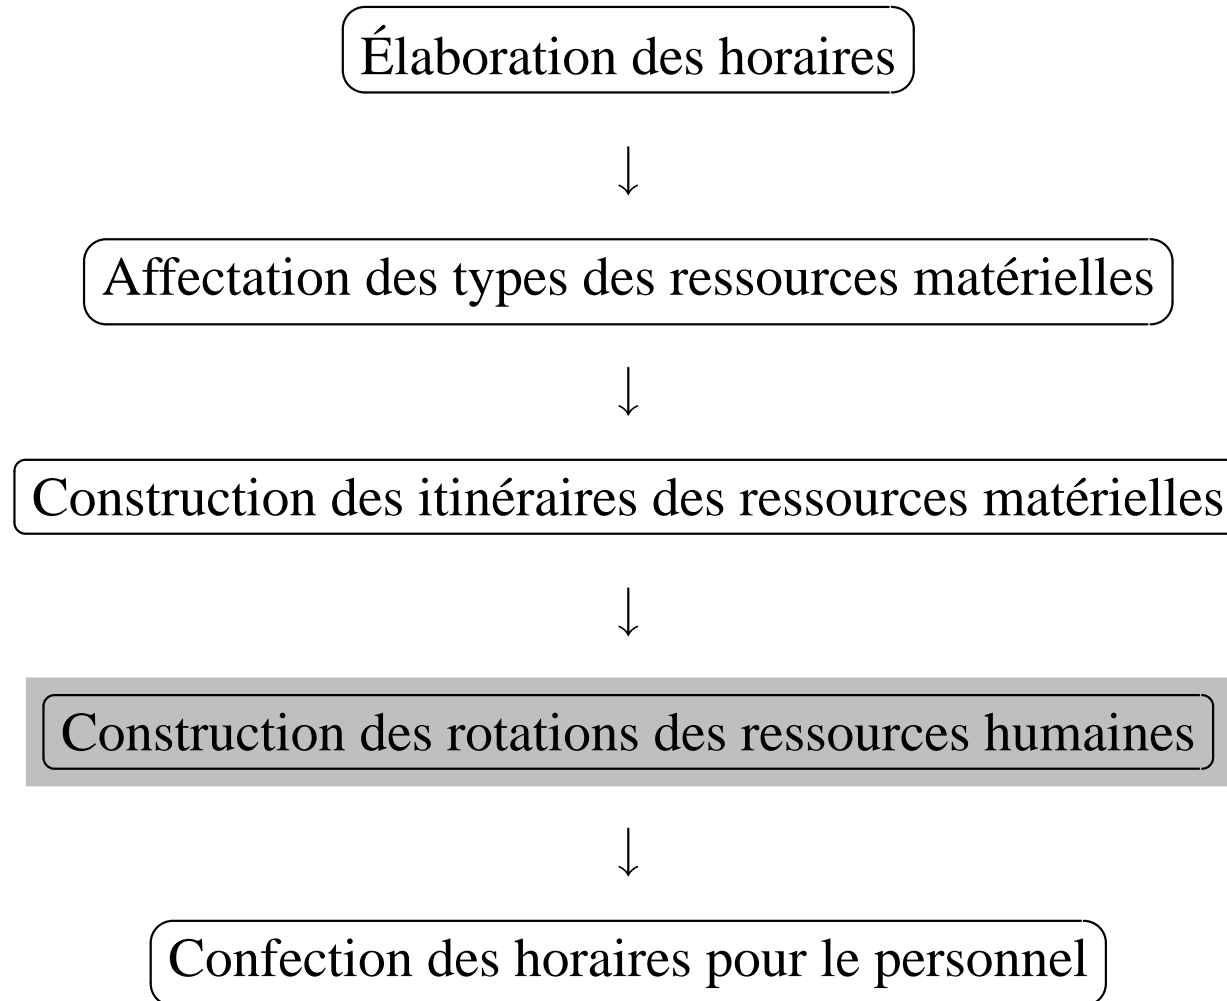 Élaboration des horaires
↓
Affectation des types des ressources matérielles
↓
Construction des itinéraires des ressources matérielles
↓
Construction des rotations des ressources humaines
↓
Confection des horaires pour le personnel